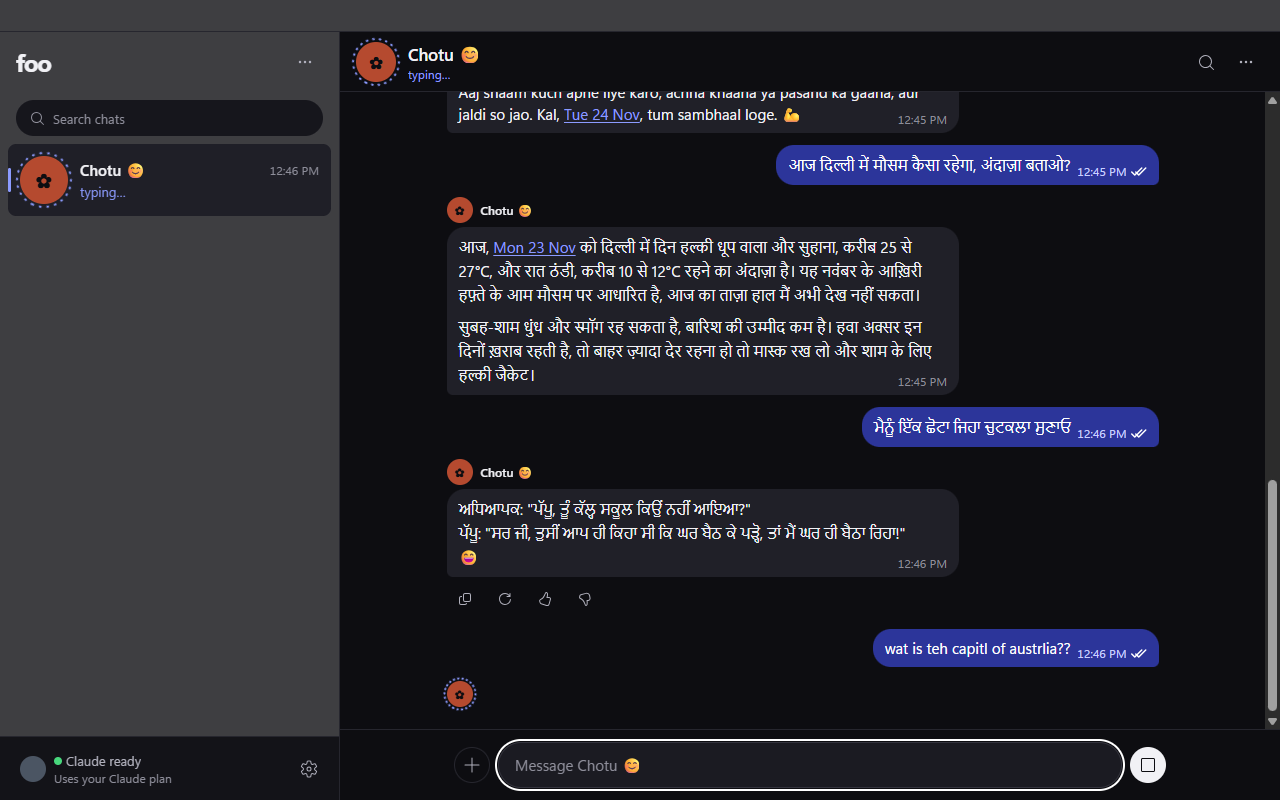 foo
Search chats
Chotu 😊
12:46 PM
typing...
Claude ready
Uses your Claude plan
Chotu 😊
typing...
Aaj shaam kuch apne liye karo, achha khaana ya pasand ka gaana, aur
jaldi so jao. Kal, Tue 24 Nov, tum sambhaal loge. 💪
12:45 PM
आज दिल्ली में मौसम कैसा रहेगा, अंदाज़ा बताओ?
12:45 PM
Chotu 😊
आज, Mon 23 Nov को दिल्ली में दिन हल्की धूप वाला और सुहाना, करीब 25 से
27°C, और रात ठंडी, करीब 10 से 12°C रहने का अंदाज़ा है। यह नवंबर के आख़िरी
हफ़्ते के आम मौसम पर आधारित है, आज का ताज़ा हाल मैं अभी देख नहीं सकता।
सुबह-शाम धुंध और स्मॉग रह सकता है, बारिश की उम्मीद कम है। हवा अक्सर इन
दिनों ख़राब रहती है, तो बाहर ज़्यादा देर रहना हो तो मास्क रख लो और शाम के लिए
हल्की जैकेट।
12:45 PM
ਮੈਨੂੰ ਇੱਕ ਛੋਟਾ ਜਿਹਾ ਚੁਟਕਲਾ ਸੁਣਾਓ
12:46 PM
Chotu 😊
ਅਧਿਆਪਕ: "ਪੱਪੂ, ਤੂੰ ਕੱਲ੍ਹ ਸਕੂਲ ਕਿਉਂ ਨਹੀਂ ਆਇਆ?"
ਪੱਪੂ: "ਸਰ ਜੀ, ਤੁਸੀਂ ਆਪ ਹੀ ਕਿਹਾ ਸੀ ਕਿ ਘਰ ਬੈਠ ਕੇ ਪੜ੍ਹੋ, ਤਾਂ ਮੈਂ ਘਰ ਹੀ ਬੈਠਾ ਰਿਹਾ!"
😄
12:46 PM
wat is teh capitl of austrlia??
12:46 PM
Message Chotu 😊